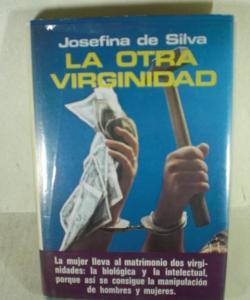 Josefina de Silva
LA OTRA
VIRGINIDAD
La mujer lleva al matrimonio dos virgi-
nidades: la biológica y la intelectual,
porque así se consigue la manipulación
de hombres y mujeres.